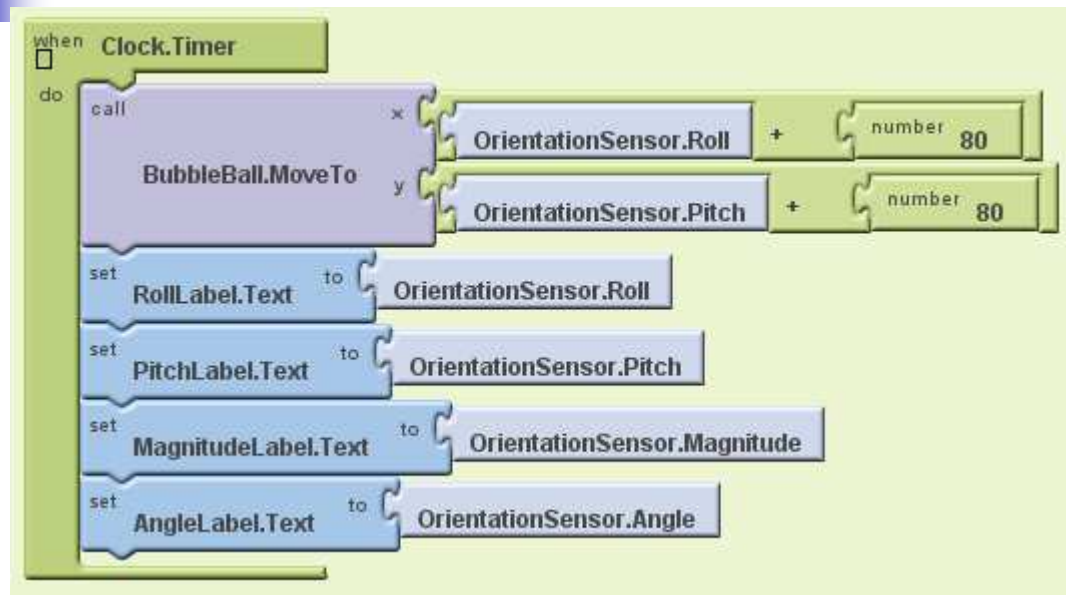 when Clock.Timer
do
call BubbleBall.MoveTo
x OrientationSensor.Roll + number 80
y OrientationSensor.Pitch + number 80
set RollLabel.Text to OrientationSensor.Roll
set PitchLabel.Text to OrientationSensor.Pitch
set MagnitudeLabel.Text to OrientationSensor.Magnitude
set AngleLabel.Text to OrientationSensor.Angle